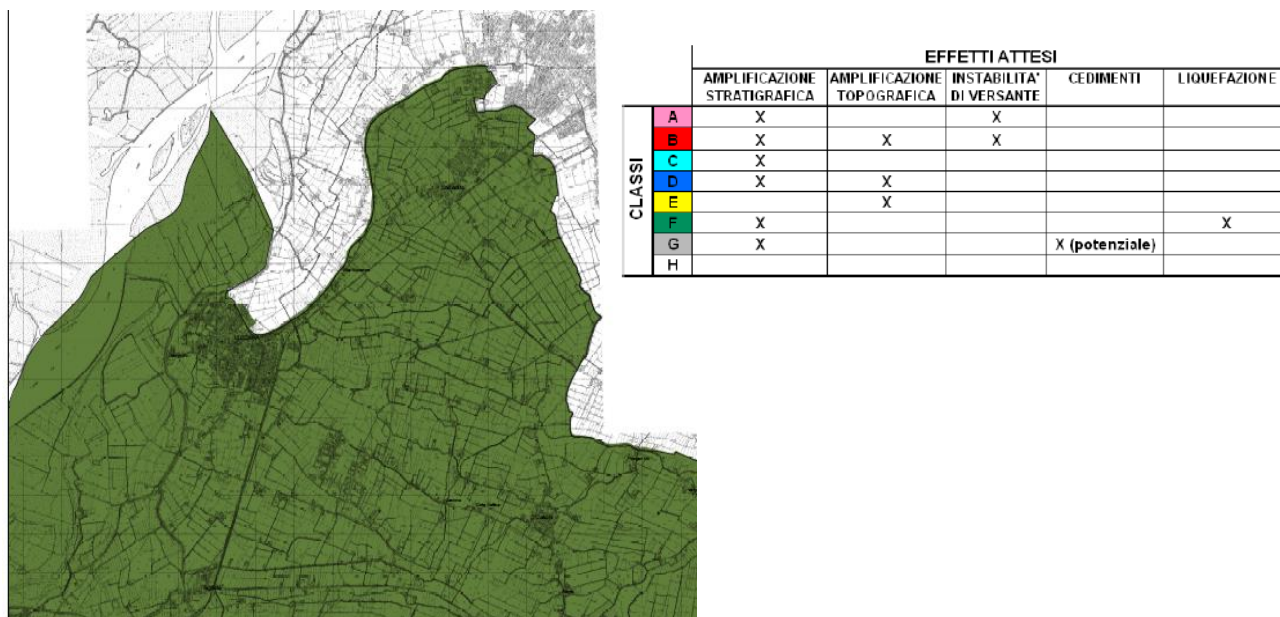 EFFETTI ATTESI
AMPLIFICAZIONE STRATIGRAFICA AMPLIFICAZIONE TOPOGRAFICA INSTABILITA' DI VERSANTE CEDIMENTI LIQUEFAZIONE
CLASSI
A X X
B X X X
C X
D X X
E X
F X X
G X X (potenziale)
H